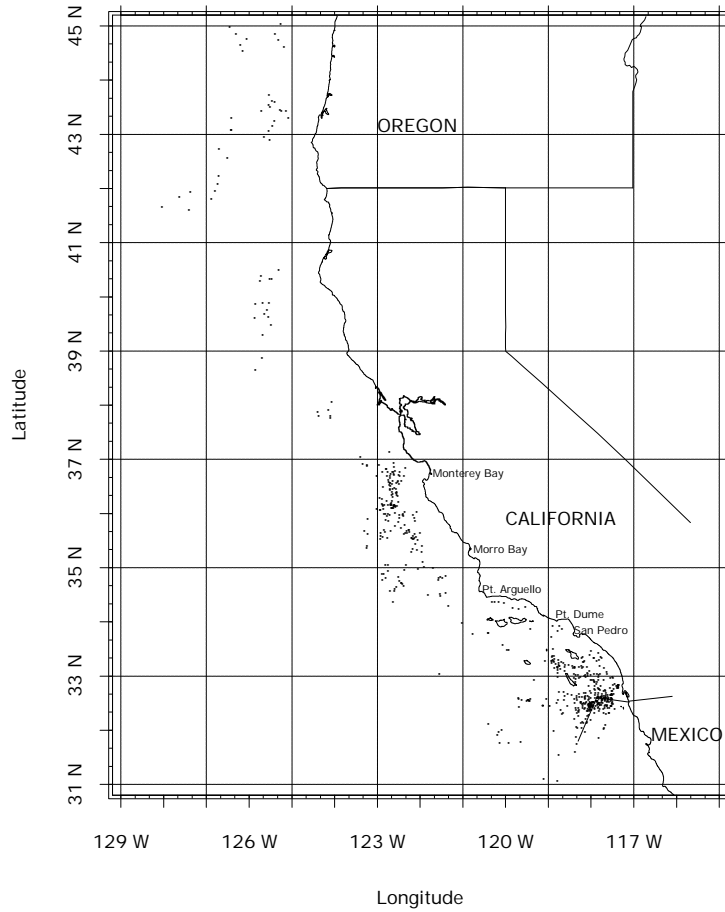 45 N
OREGON
43 N
41 N
39 N
Latitude
37 N
Monterey Bay
CALIFORNIA
Morro Bay
35 N
Pt. Arguello
Pt. Dume
San Pedro
33 N
MEXICO
31 N
129 W 126 W 123 W 120 W 117 W
Longitude